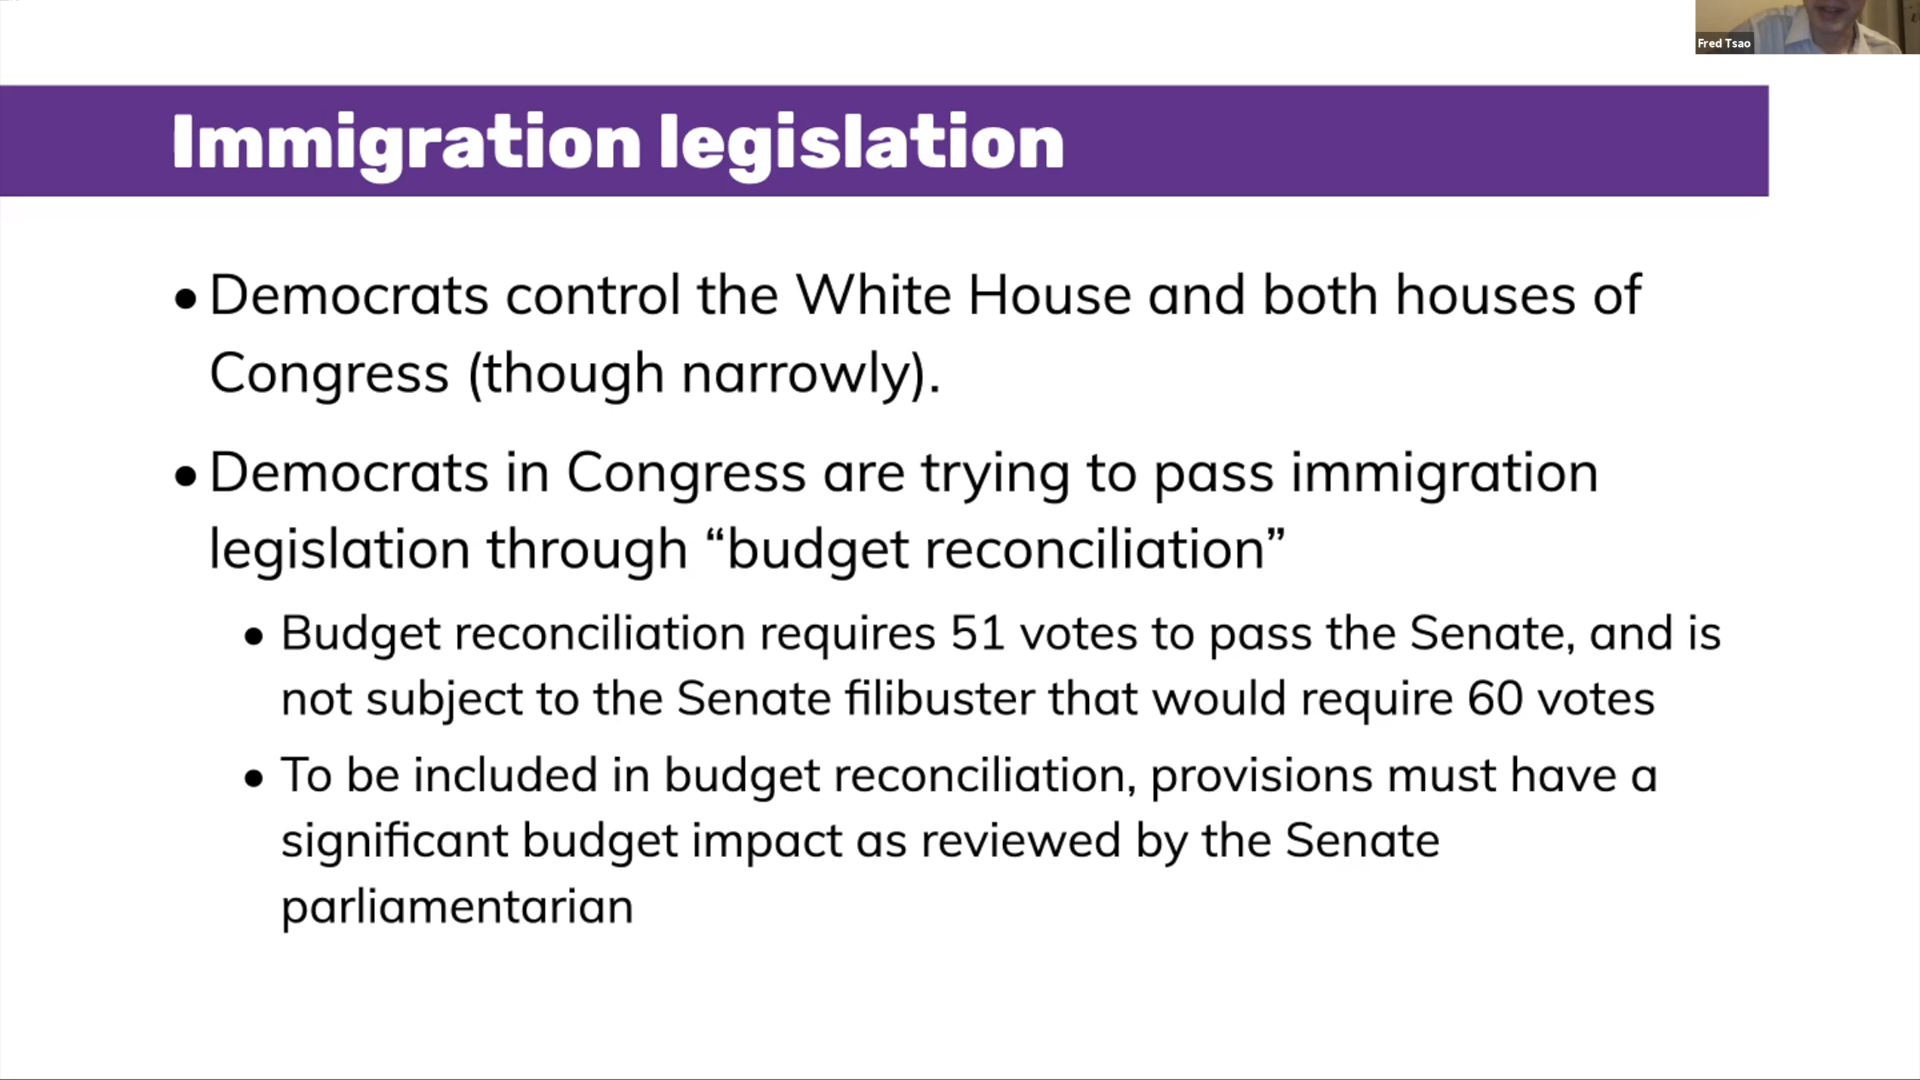 Fred Tsao
Immigration legislation
• Democrats control the White House and both houses of
Congress (though narrowly).
• Democrats in Congress are trying to pass immigration
legislation through “budget reconciliation”
• Budget reconciliation requires 51 votes to pass the Senate, and is
not subject to the Senate filibuster that would require 60 votes
• To be included in budget reconciliation, provisions must have a
significant budget impact as reviewed by the Senate
parliamentarian